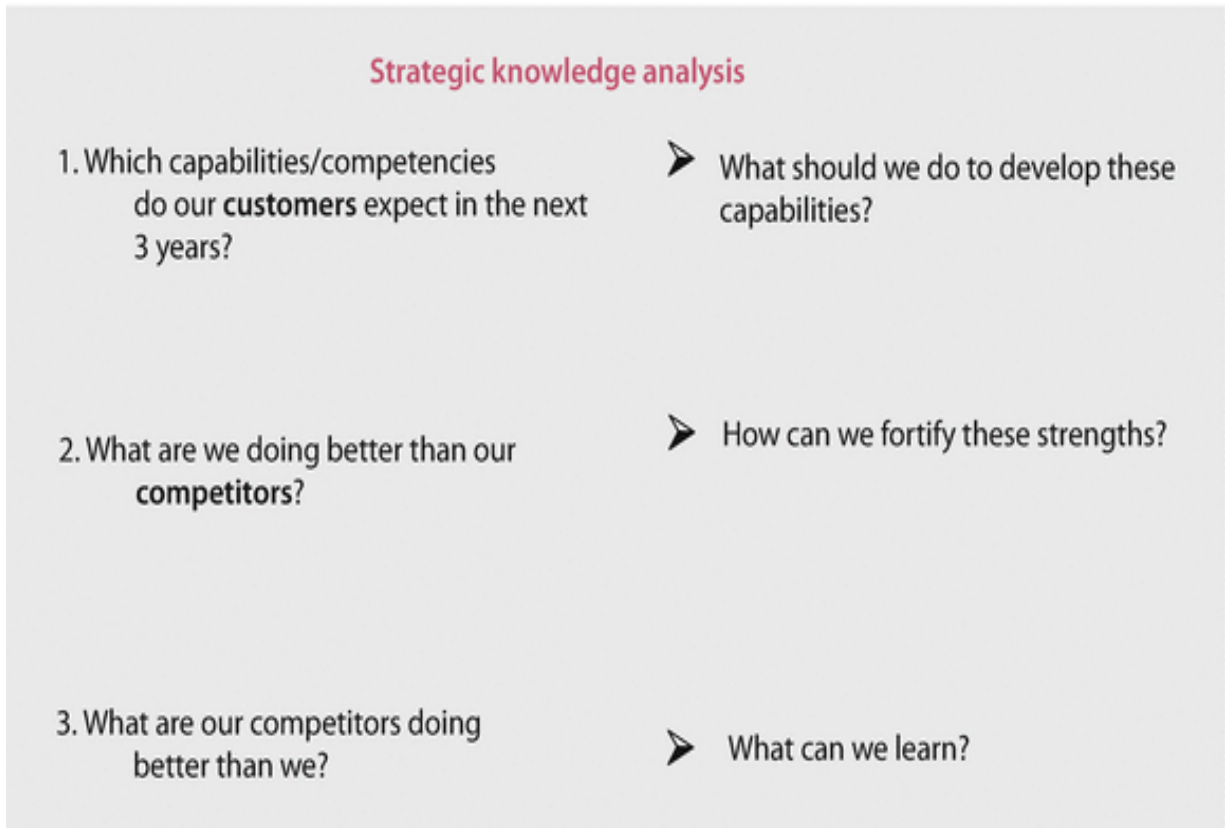 Strategic knowledge analysis
1. Which capabilities/competencies
do our customers expect in the next
3 years?
What should we do to develop these
capabilities?
2. What are we doing better than our
competitors?
How can we fortify these strengths?
3. What are our competitors doing
better than we?
What can we learn?